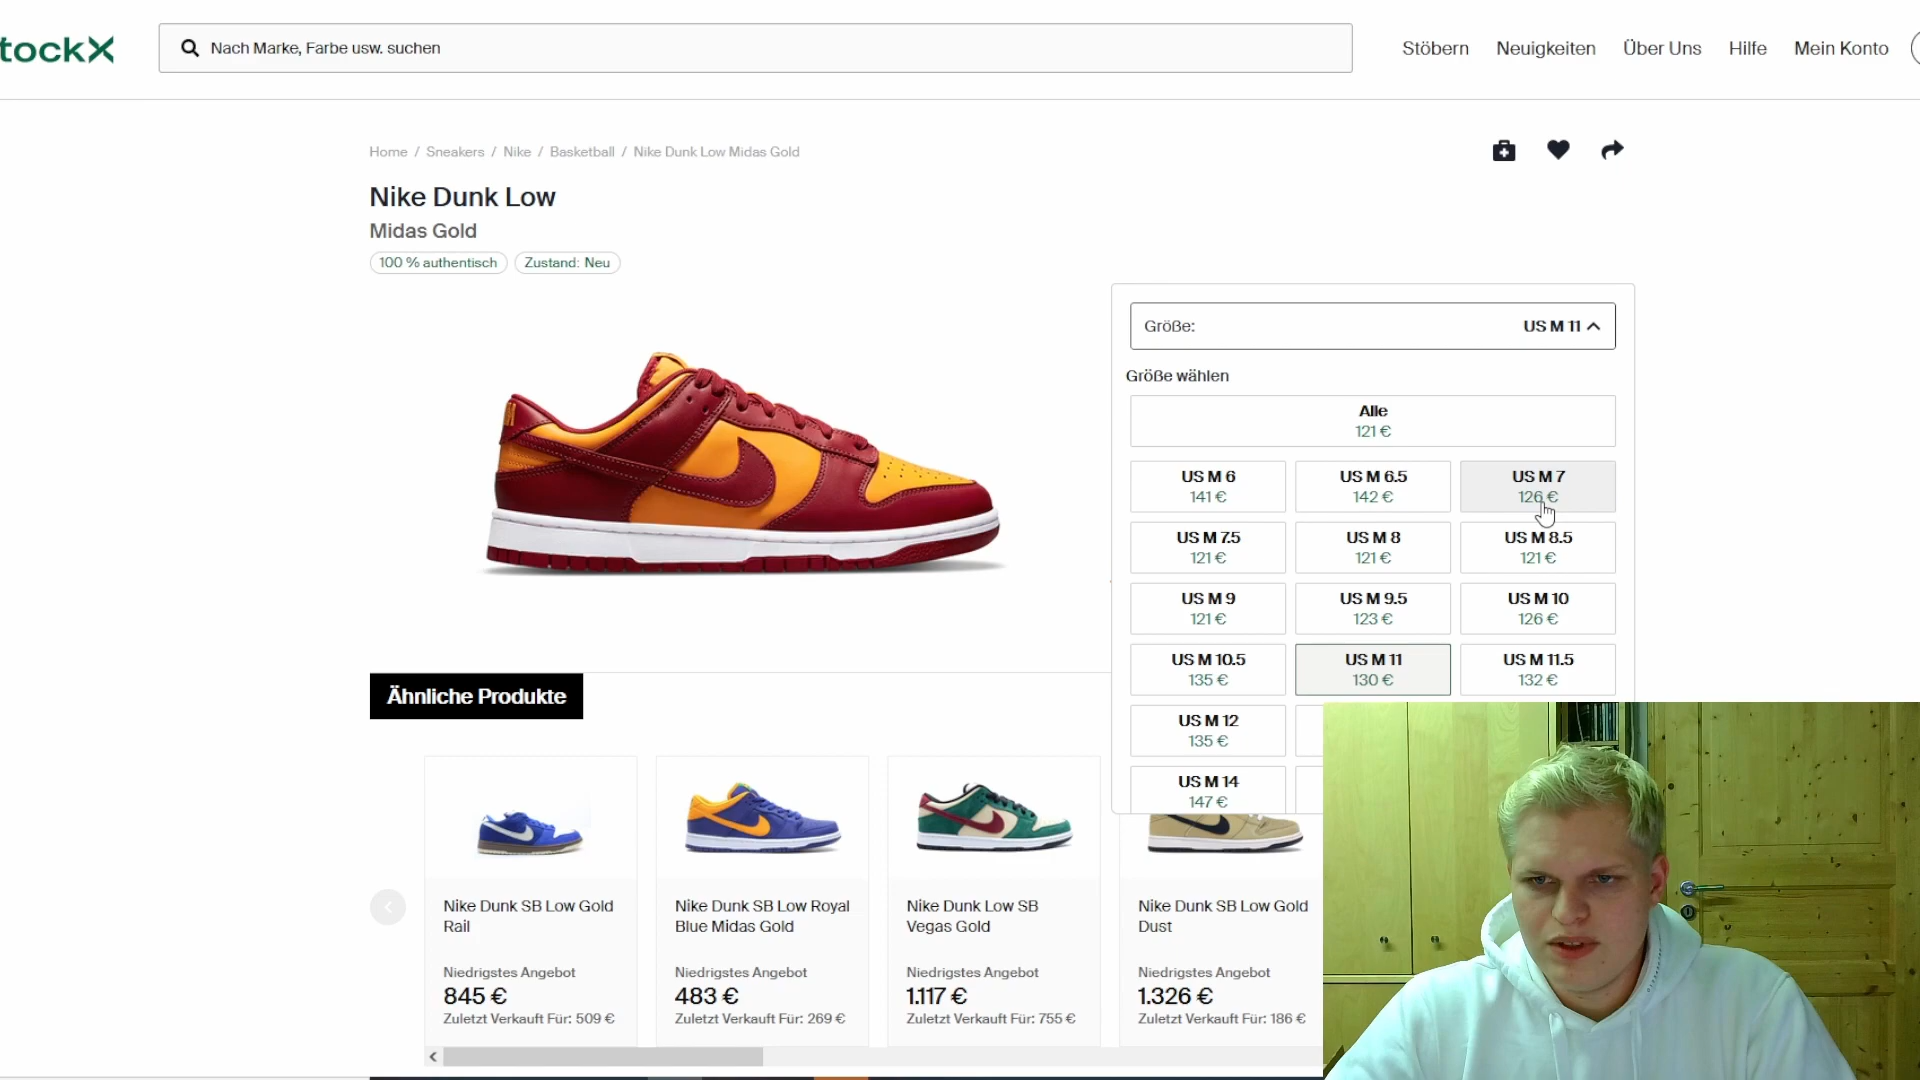 tockX
Nach Marke, Farbe usw. suchen
Stöbern
Neuigkeiten
Über Uns
Hilfe
Mein Konto
Home / Sneakers / Nike / Basketball / Nike Dunk Low Midas Gold
Nike Dunk Low
Midas Gold
100 % authentisch
Zustand: Neu
Größe:
US M 11
Größe wählen
Alle
121 €
US M 6
141 €
US M 6.5
142 €
US M 7
126 €
US M 7.5
121 €
US M 8
121 €
US M 8.5
121 €
US M 9
121 €
US M 9.5
123 €
US M 10
126 €
US M 10.5
135 €
US M 11
130 €
US M 11.5
132 €
US M 12
135 €
US M 14
147 €
Ähnliche Produkte
Nike Dunk SB Low Gold
Rail
Niedrigstes Angebot
845 €
Zuletzt Verkauft Für: 509 €
Nike Dunk SB Low Royal
Blue Midas Gold
Niedrigstes Angebot
483 €
Zuletzt Verkauft Für: 269 €
Nike Dunk Low SB
Vegas Gold
Niedrigstes Angebot
1.117 €
Zuletzt Verkauft Für: 755 €
Nike Dunk SB Low Gold
Dust
Niedrigstes Angebot
1.326 €
Zuletzt Verkauft Für: 186 €